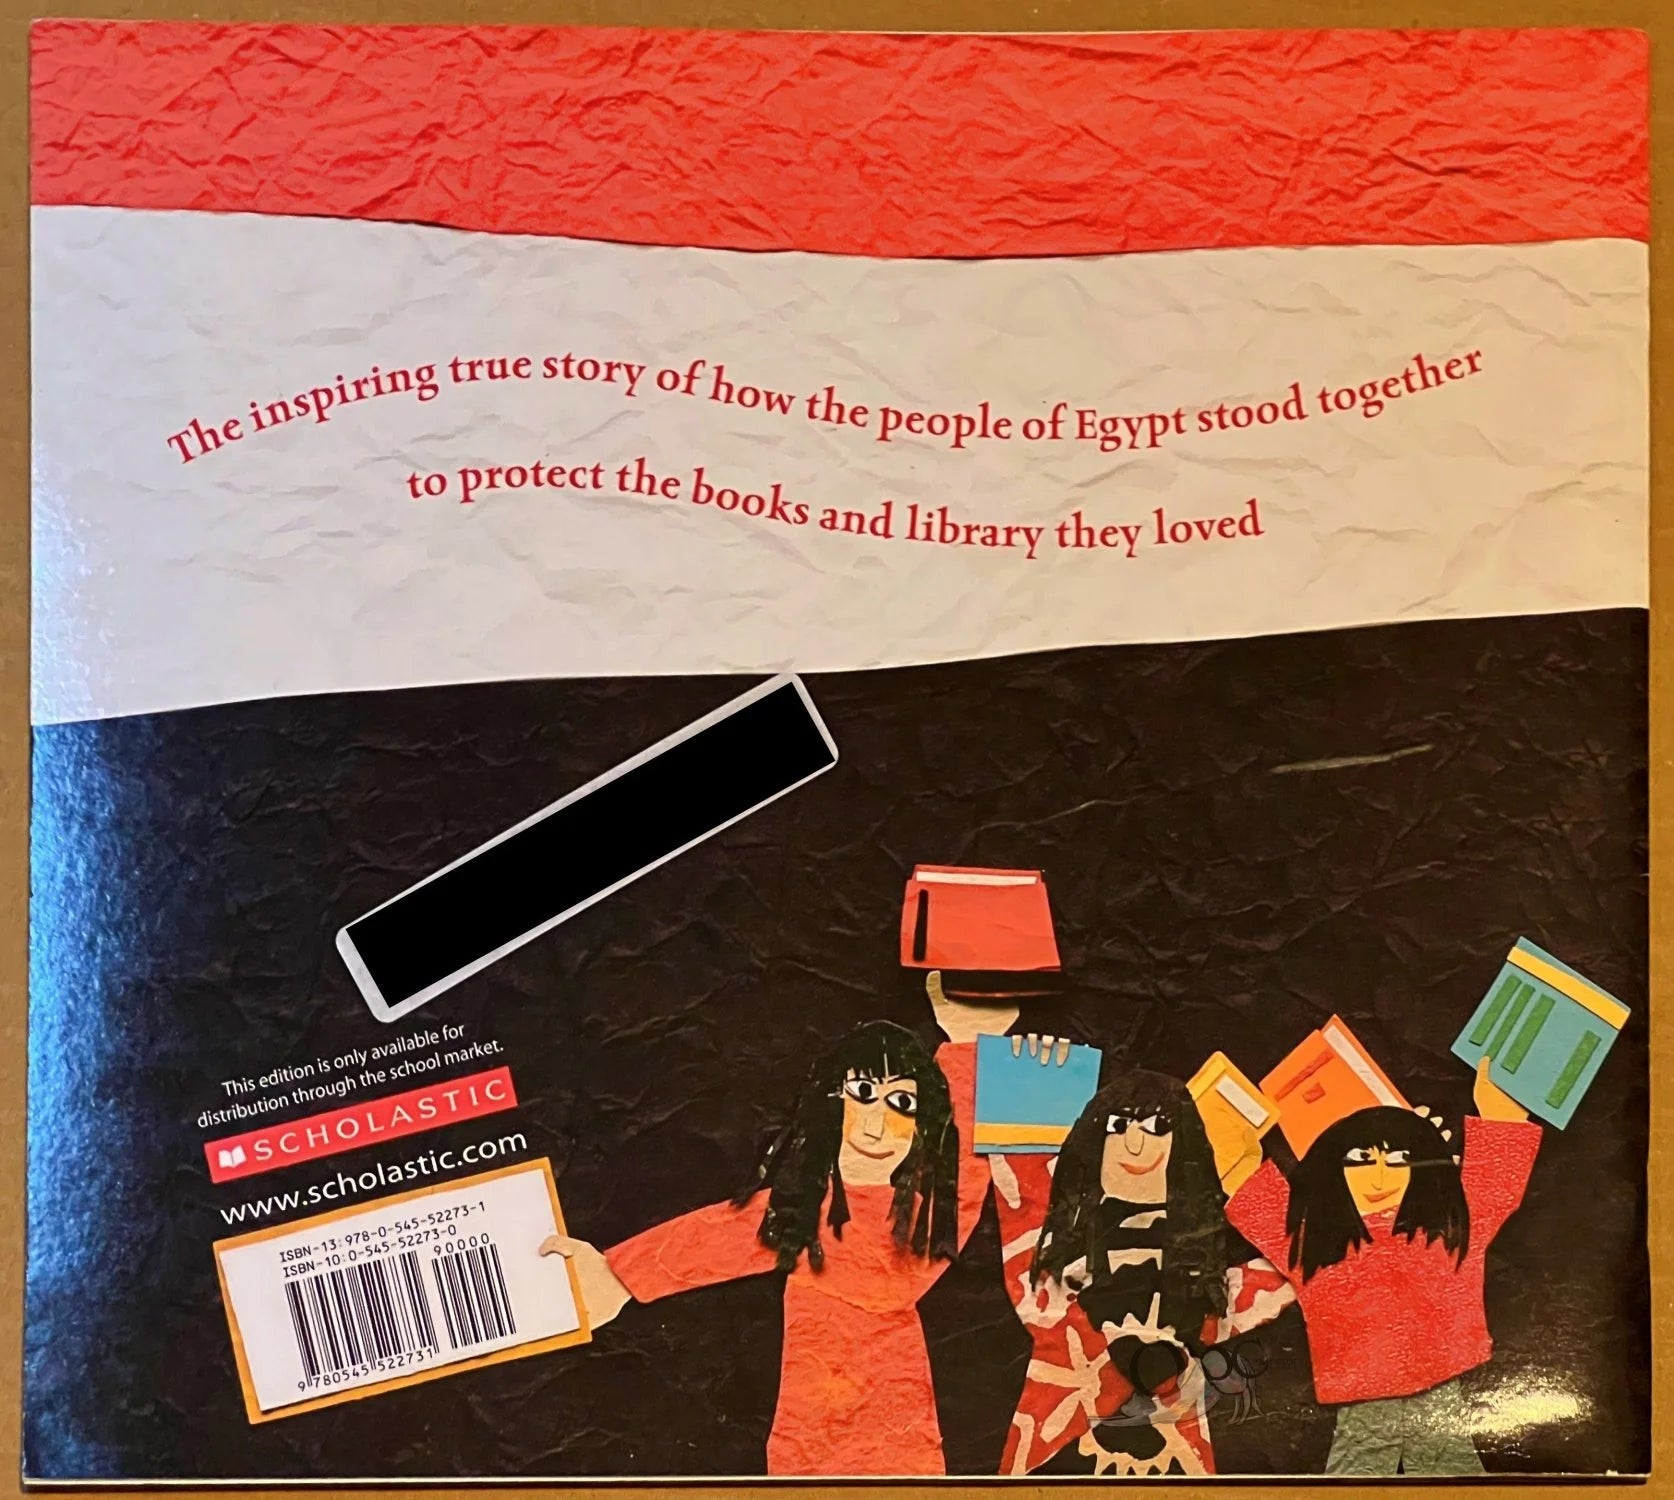 The inspiring true story of how the people of Egypt stood together
to protect the books and library they loved
This edition is only available for
distribution through the school market.
SCHOLASTIC
www.scholastic.com
ISBN-13: 978-0-545-52273-1
ISBN-10: 0-545-52273-0
90000
9 780545 522731